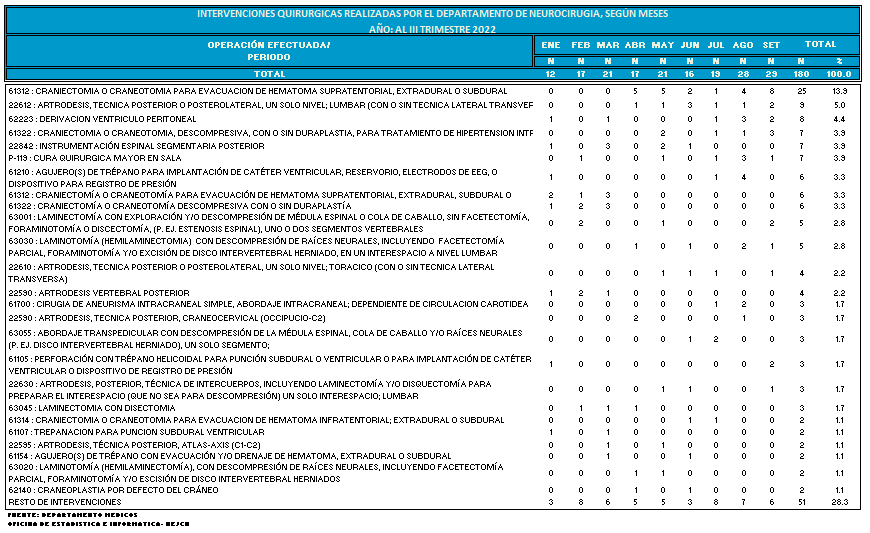 INTERVENCIONES QUIRURGICAS REALIZADAS POR EL DEPARTAMENTO DE NEUROCIRUGIA, SEGÚN MESES
AÑO: AL III TRIMESTRE 2022
OPERACIÓN EFECTUADA/ PERIODO ENE FEB MAR ABR MAY JUN JUL AGO SET TOTAL
N N N N N N N N N N %
TOTAL 12 17 21 17 21 16 19 28 29 180 100.0
61312 : CRANIECTOMIA O CRANEOTOMIA PARA EVACUACION DE HEMATOMA SUPRATENTORIAL, EXTRADURAL O SUBDURAL 0 0 0 5 5 2 1 4 8 25 13.9
22612 : ARTRODESIS, TECNICA POSTERIOR O POSTEROLATERAL, UN SOLO NIVEL; LUMBAR (CON O SIN TECNICA LATERAL TRANSVEF 0 0 0 1 1 3 1 1 2 9 5.0
62223 : DERIVACION VENTRICULO PERITONEAL 1 0 1 0 0 0 1 3 2 8 4.4
61322 : CRANIECTOMIA O CRANEOTOMIA, DESCOMPRESIVA, CON O SIN DURAPLASTIA, PARA TRATAMIENTO DE HIPERTENSION INTF 0 0 0 0 2 0 1 1 3 7 3.9
22842 : INSTRUMENTACIÓN ESPINAL SEGMENTARIA POSTERIOR 1 0 3 0 2 1 0 0 0 7 3.9
P-119 : CURA QUIRURGICA MAYOR EN SALA 0 1 0 0 1 0 1 3 1 7 3.9
61210 : AGUJERO(S) DE TRÉPANO PARA IMPLANTACIÓN DE CATÉTER VENTRICULAR, RESERVORIO, ELECTRODOS DE EEG, O
DISPOSITIVO PARA REGISTRO DE PRESIÓN 1 0 0 0 0 0 1 4 0 6 3.3
61312 : CRANIECTOMÍA O CRANEOTOMÍA PARA EVACUACIÓN DE HEMATOMA SUPRATENTORIAL, EXTRADURAL, SUBDURAL O 2 1 3 0 0 0 0 0 0 6 3.3
61322 : CRANIECTOMÍA O CRANEOTOMÍA DESCOMPRESIVA CON O SIN DURAPLASTÍA 1 2 3 0 0 0 0 0 0 6 3.3
63001 : LAMINECTOMÍA CON EXPLORACIÓN Y/O DESCOMPRESIÓN DE MÉDULA ESPINAL O COLA DE CABALLO, SIN FACETECTOMÍA,
FORAMINOTOMÍA O DISCECTOMÍA, (P. EJ. ESTENOSIS ESPINAL), UNO O DOS SEGMENTOS VERTEBRALES 0 2 0 0 1 0 0 0 2 5 2.8
63030 : LAMINOTOMÍA (HEMILAMINECTOMIA) CON DESCOMPRESIÓN DE RAÍCES NEURALES, INCLUYENDO FACETECTOMÍA
PARCIAL, FORAMINOTOMÍA Y/O EXCISIÓN DE DISCO INTERVERTEBRAL HERNIADO, EN UN INTERESPACIO A NIVEL LUMBAR 0 0 0 1 0 1 0 2 1 5 2.8
22610 : ARTRODESIS, TECNICA POSTERIOR O POSTEROLATERAL, UN SOLO NIVEL; TORACICO (CON O SIN TECNICA LATERAL
TRANSVERSA) 0 0 0 0 1 1 1 0 1 4 2.2
22590 : ARTRODESIS VERTEBRAL POSTERIOR 1 2 1 0 0 0 0 0 0 4 2.2
61700 : CIRUGIA DE ANEURISMA INTRACRANEAL SIMPLE, ABORDAJE INTRACRANEAL; DEPENDIENTE DE CIRCULACION CAROTIDEA 0 0 0 0 0 0 1 2 0 3 1.7
22590 : ARTRODESIS, TECNICA POSTERIOR, CRANEOCERVICAL (OCCIPUCIO-C2) 0 0 0 2 0 0 0 1 0 3 1.7
63055 : ABORDAJE TRANSPEDICULAR CON DESCOMPRESIÓN DE LA MÉDULA ESPINAL, COLA DE CABALLO Y/O RAÍCES NEURALES
(P. EJ. DISCO INTERVERTEBRAL HERNIADO), UN SOLO SEGMENTO; 0 0 0 0 0 1 2 0 0 3 1.7
61105 : PERFORACIÓN CON TRÉPANO HELICOIDAL PARA PUNCIÓN SUBDURAL O VENTRICULAR O PARA IMPLANTACIÓN DE CATÉTER
VENTRICULAR O DISPOSITIVO DE REGISTRO DE PRESIÓN 1 0 0 0 0 0 0 0 2 3 1.7
22630 : ARTRODESIS, POSTERIOR, TÉCNICA DE INTERCUERPOS, INCLUYENDO LAMINECTOMÍA Y/O DISQUECTOMÍA PARA
PREPARAR EL INTERESPACIO (QUE NO SEA PARA DESCOMPRESIÓN) UN SOLO INTERESPACIO; LUMBAR 0 0 0 0 1 1 0 0 1 3 1.7
63045 : LAMINECTOMIA CON DISECTOMIA 0 1 1 1 0 0 0 0 0 3 1.7
61314 : CRANIECTOMIA O CRANEOTOMIA PARA EVACUACION DE HEMATOMA INFRATENTORIAL; EXTRADURAL O SUBDURAL 0 0 0 0 0 1 1 0 0 2 1.1
61107 : TREPANACION PARA PUNCION SUBDURAL VENTRICULAR 1 0 1 0 0 0 0 0 0 2 1.1
22595 : ARTRODESIS, TÉCNICA POSTERIOR, ATLAS-AXIS (C1-C2) 0 0 1 0 1 0 0 0 0 2 1.1
61154 : AGUJERO(S) DE TRÉPANO CON EVACUACIÓN Y/O DRENAJE DE HEMATOMA, EXTRADURAL O SUBDURAL 0 0 1 0 0 1 0 0 0 2 1.1
63020 : LAMINOTOMÍA (HEMILAMINECTOMÍA), CON DESCOMPRESIÓN DE RAÍCES NEURALES, INCLUYENDO FACETECTOMÍA
PARCIAL, FORAMINOTOMÍA Y/O ESCISIÓN DE DISCO INTERVERTEBRAL HERNIADOS 0 0 0 1 1 0 0 0 0 2 1.1
62140 : CRANEOPLASTIA POR DEFECTO DEL CRÁNEO 0 0 0 1 0 1 0 0 0 2 1.1
RESTO DE INTERVENCIONES 3 8 6 5 5 3 8 7 6 51 28.3
FUENTE: DEPARTAMENTO MEDICOS
OFICINA DE ESTADISTICA E INFORMATICA- HEJCU